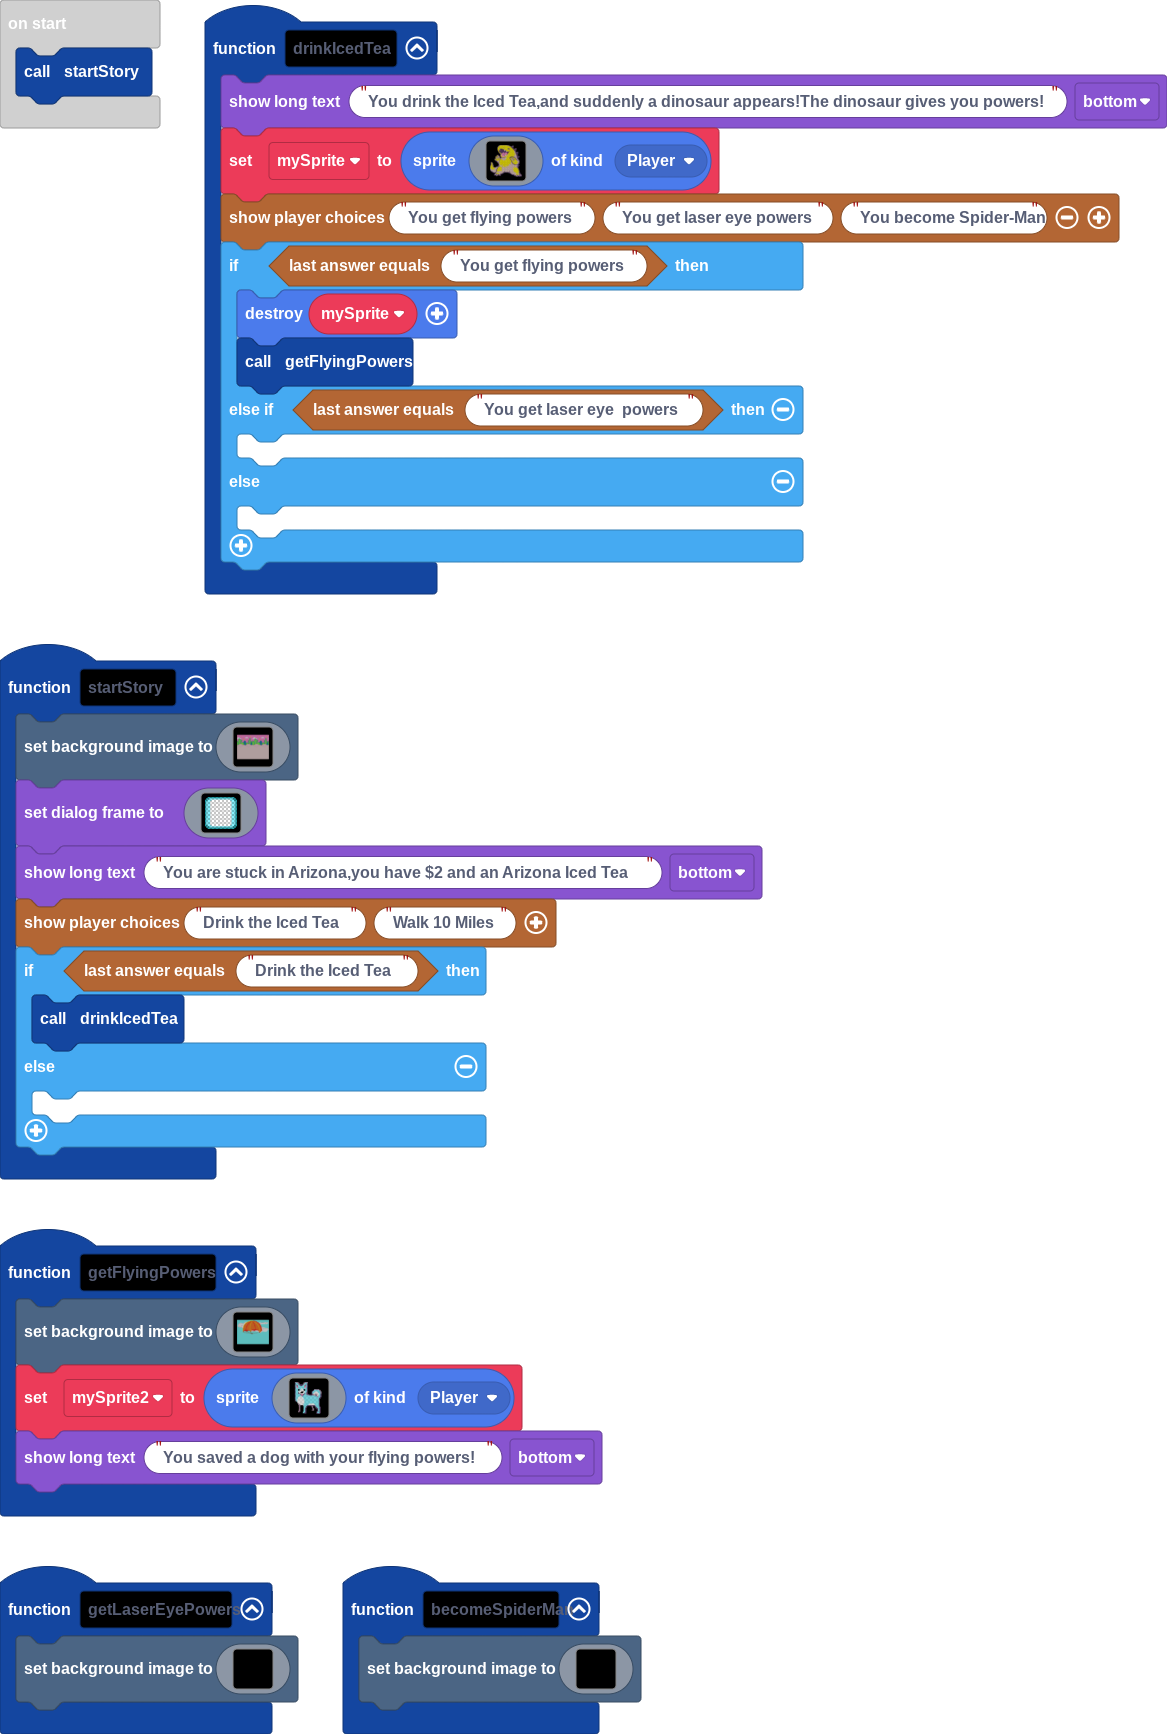 on start
call startStory
function drinkIcedTea
show long text "You drink the Iced Tea,and suddenly a dinosaur appears!The dinosaur gives you powers!" bottom
set mySprite to sprite of kind Player
show player choices "You get flying powers" "You get laser eye powers" "You become Spider-Man"
if last answer equals "You get flying powers" then
destroy mySprite
call getFlyingPowers
else if last answer equals "You get laser eye  powers" then
else
function startStory
set background image to
set dialog frame to
show long text "You are stuck in Arizona,you have $2 and an Arizona Iced Tea" bottom
show player choices "Drink the Iced Tea" "Walk 10 Miles"
if last answer equals "Drink the Iced Tea" then
call drinkIcedTea
else
function getFlyingPowers
set background image to
set mySprite2 to sprite of kind Player
show long text "You saved a dog with your flying powers!" bottom
function getLaserEyePowers
set background image to
function becomeSpiderMan
set background image to